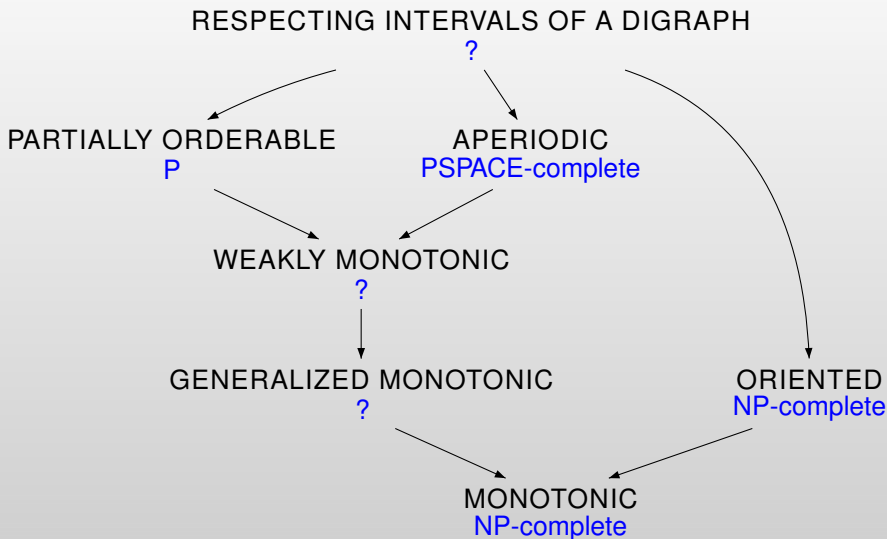 RESPECTING INTERVALS OF A DIGRAPH
?
PARTIALLY ORDERABLE
P
APERIODIC
PSPACE-complete
WEAKLY MONOTONIC
?
GENERALIZED MONOTONIC
?
ORIENTED
NP-complete
MONOTONIC
NP-complete